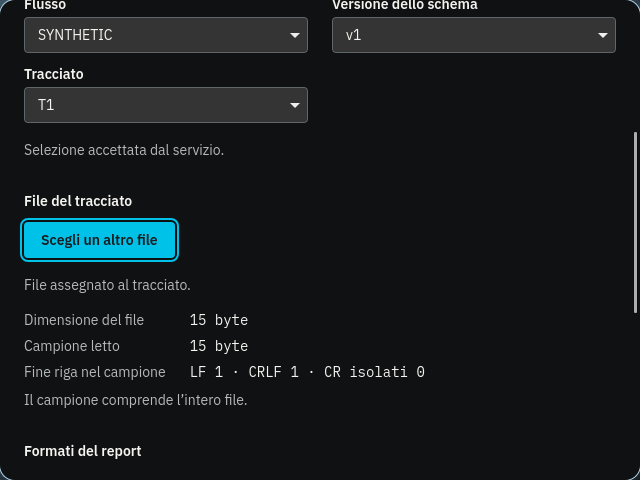 Flusso
Versione dello schema
SYNTHETIC
v1
Tracciato
T1
Selezione accettata dal servizio.
File del tracciato
Scegli un altro file
File assegnato al tracciato.
Dimensione del file 15 byte
Campione letto 15 byte
Fine riga nel campione LF 1 · CRLF 1 · CR isolati 0
Il campione comprende l’intero file.
Formati del report